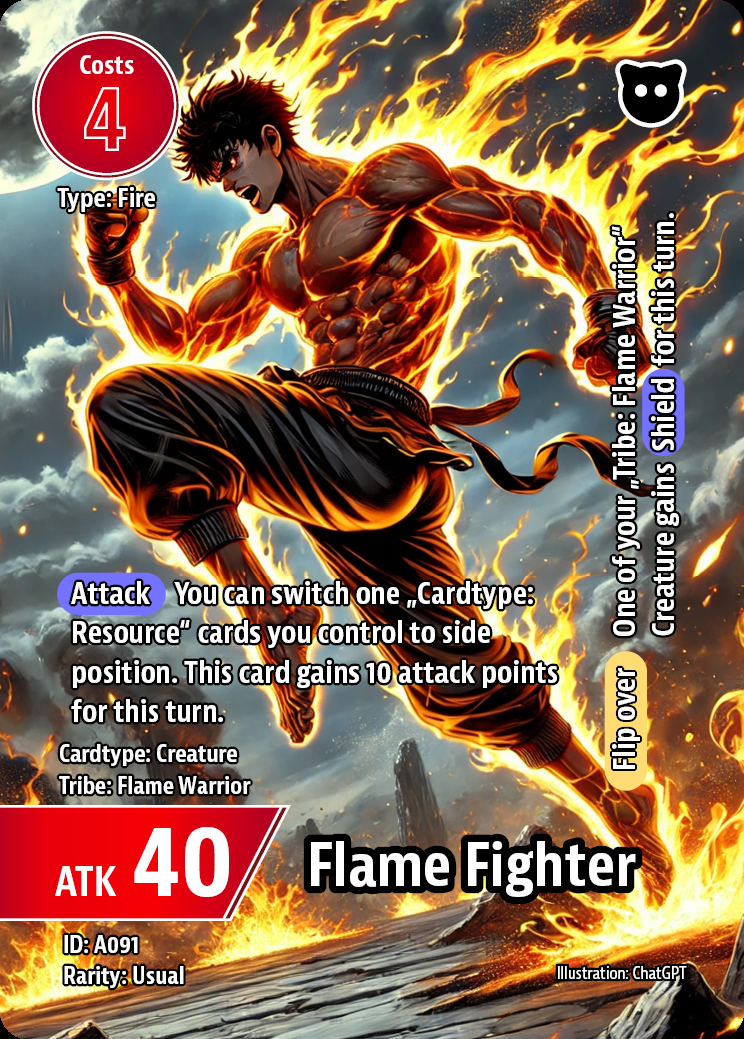 Costs
4
Type: Fire
One of your „Tribe: Flame Warrior“
Creature gains Shield for this turn.
Flip over
Attack You can switch one „Cardtype:
Resource“ cards you control to side
position. This card gains 10 attack points
for this turn.
Cardtype: Creature
Tribe: Flame Warrior
ATK 40
Flame Fighter
ID: A091
Rarity: Usual
Illustration: ChatGPT